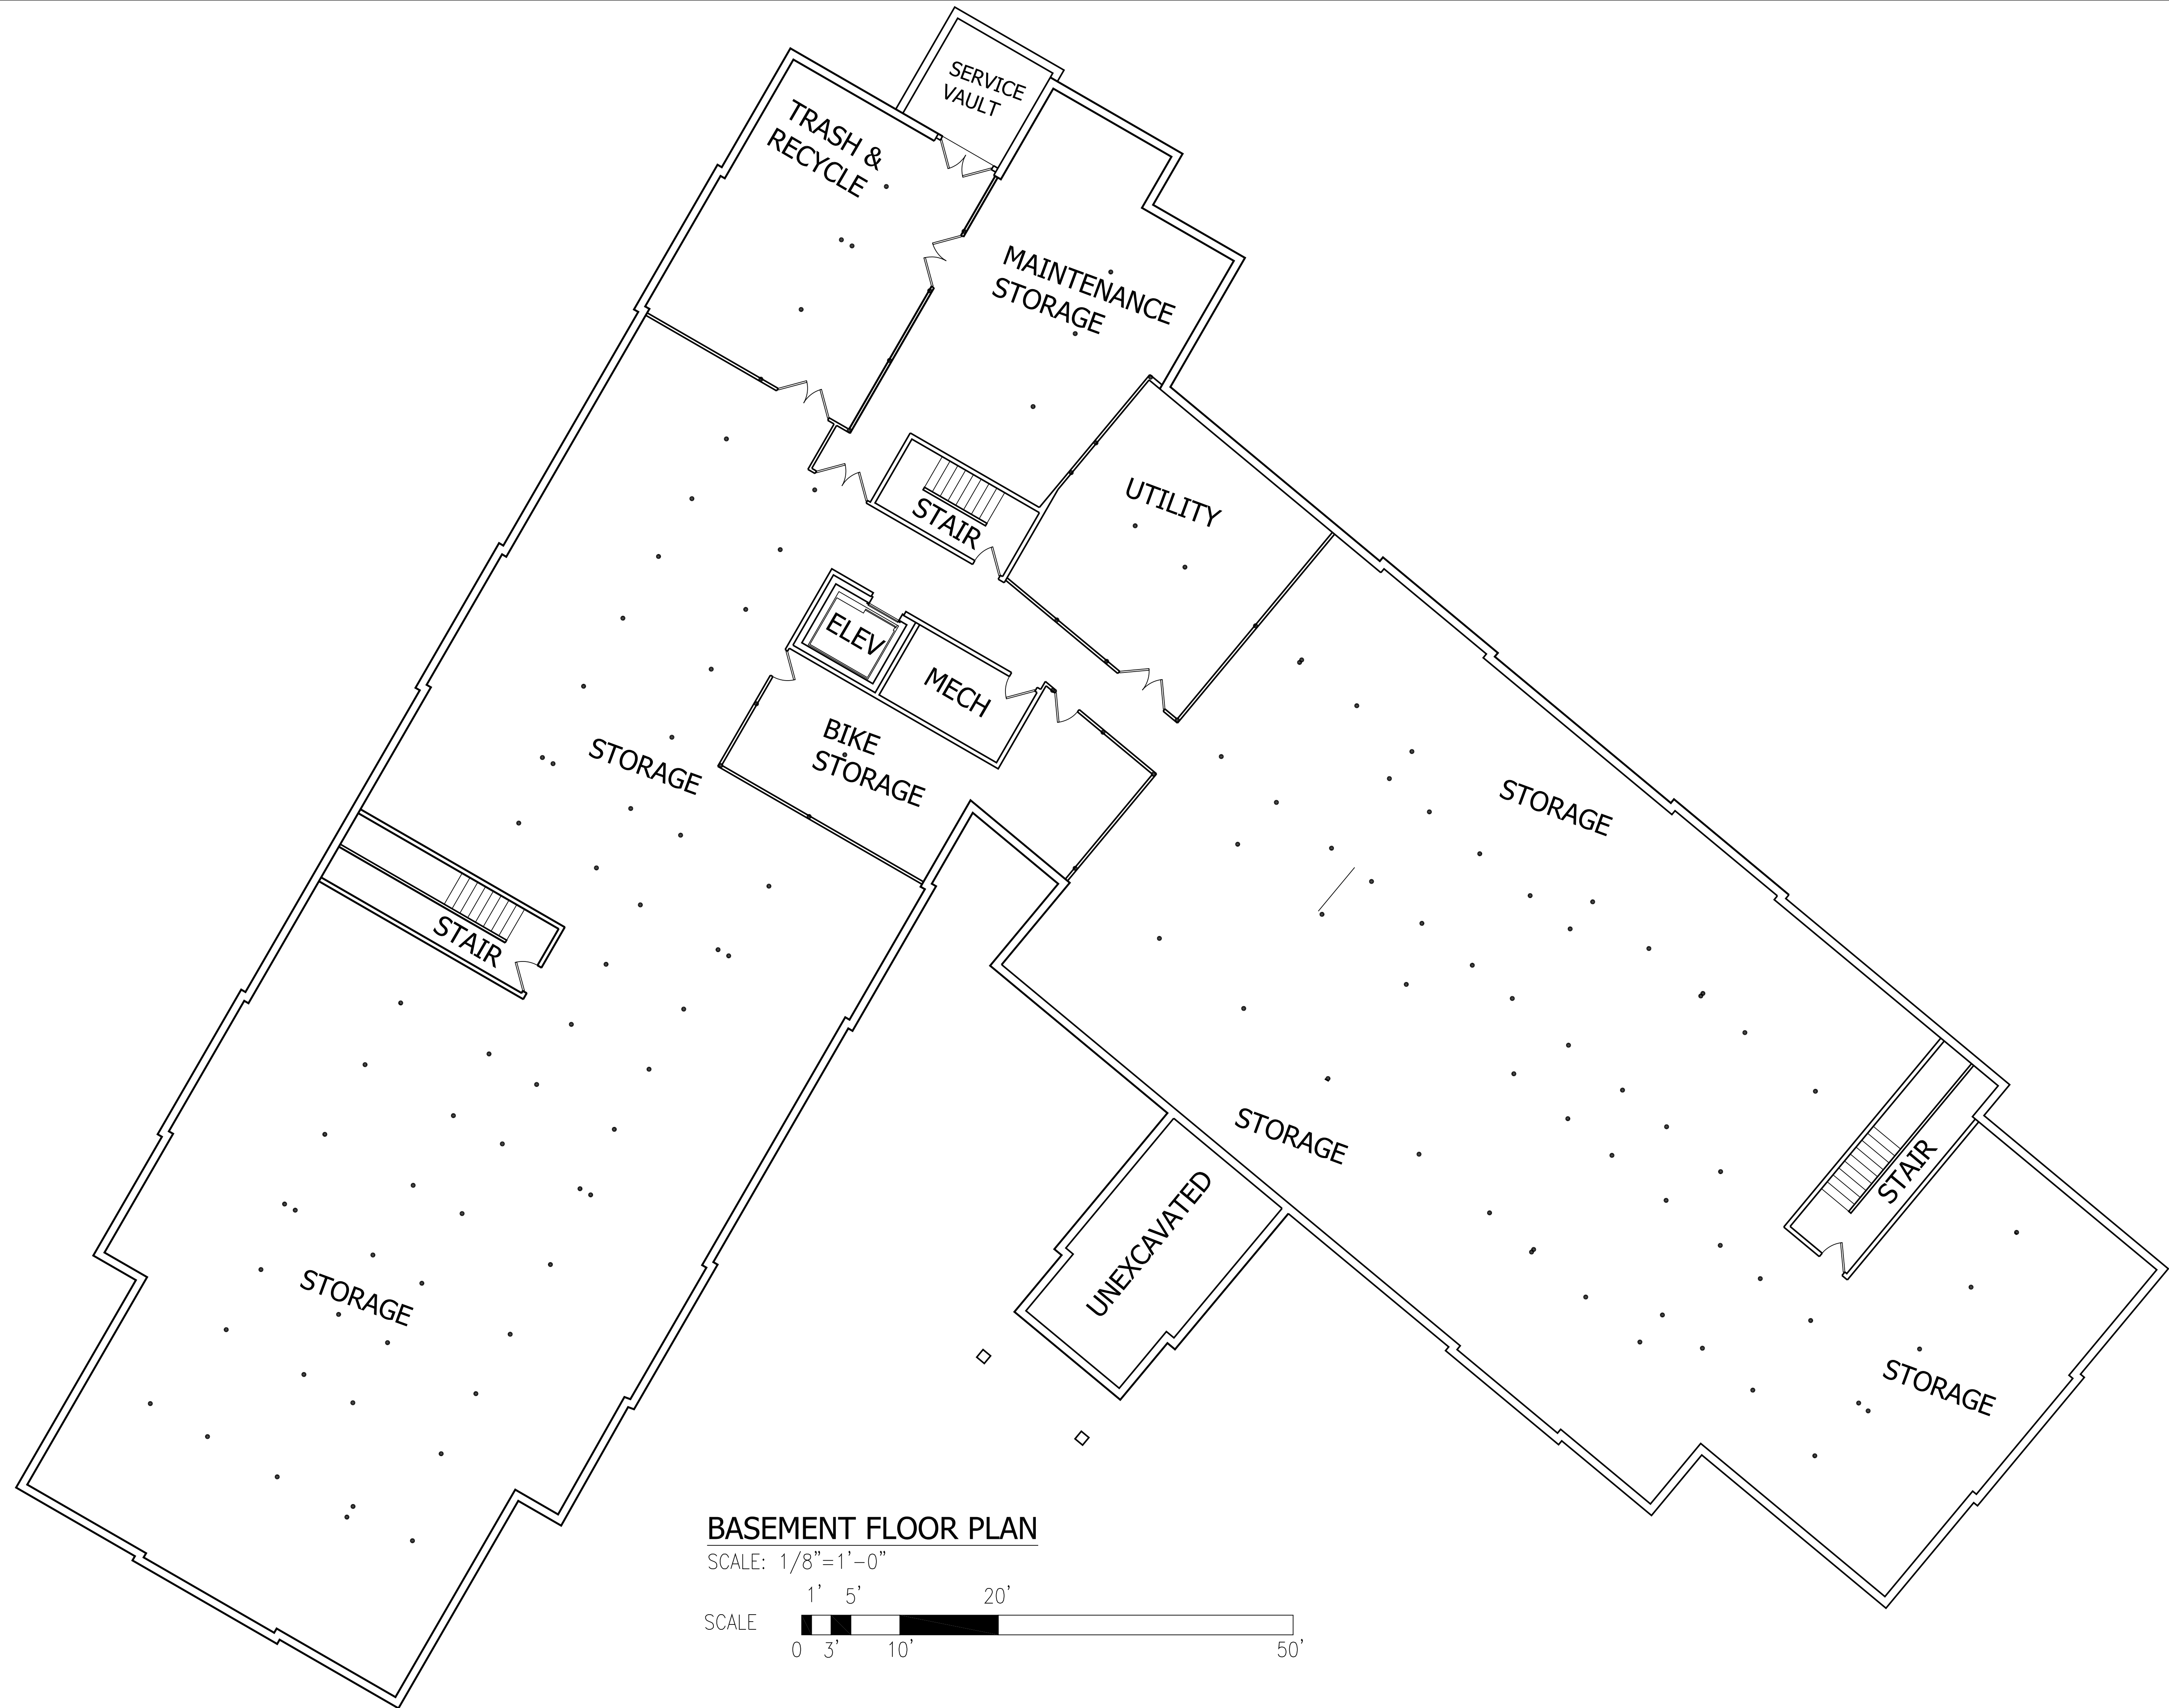 SERVICE
VAULT
TRASH &
RECYCLE
MAINTENANCE
STORAGE
UTILITY
STAIR
ELEV
MECH
BIKE
STORAGE
STORAGE
STORAGE
STAIR
STORAGE
STAIR
UNEXCAVATED
STORAGE
STORAGE
BASEMENT FLOOR PLAN
SCALE: 1/8"=1'-0"
1' 5' 20'
SCALE
0 3' 10' 50'